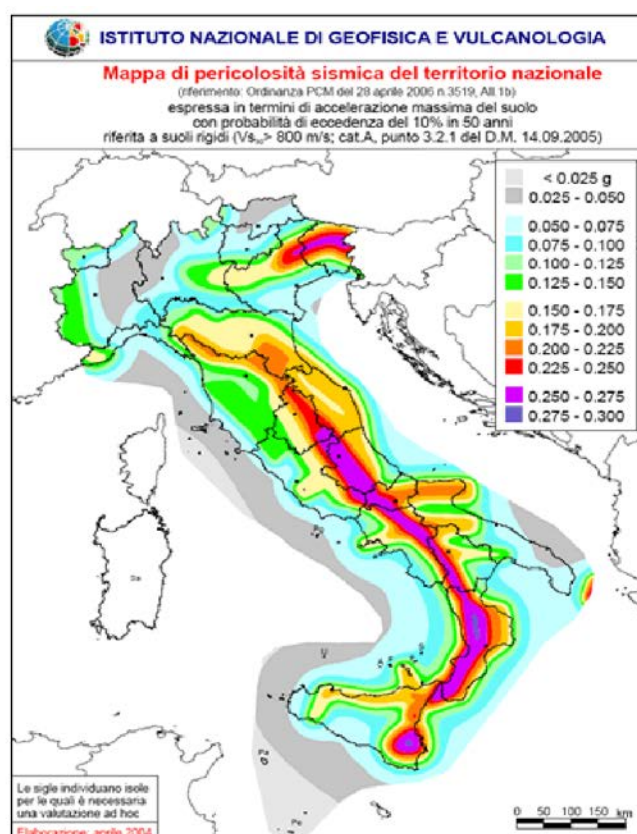 ISTITUTO NAZIONALE DI GEOFISICA E VULCANOLOGIA
Mappa di pericolosità sismica del territorio nazionale
(riferimento: Ordinanza PCM del 28 aprile 2006 n.3519, All.1b)
espressa in termini di accelerazione massima del suolo
con probabilità di eccedenza del 10% in 50 anni
riferita a suoli rigidi (Vs₃₀> 800 m/s; cat.A, punto 3.2.1 del D.M. 14.09.2005)
< 0.025 g
0.025 - 0.050
0.050 - 0.075
0.075 - 0.100
0.100 - 0.125
0.125 - 0.150
0.150 - 0.175
0.175 - 0.200
0.200 - 0.225
0.225 - 0.250
0.250 - 0.275
0.275 - 0.300
U
Pa
Pe
Le sigle individuano isole
per le quali è necessaria
una valutazione ad hoc
Elaborazione: aprile 2004
0 50 100 150 km